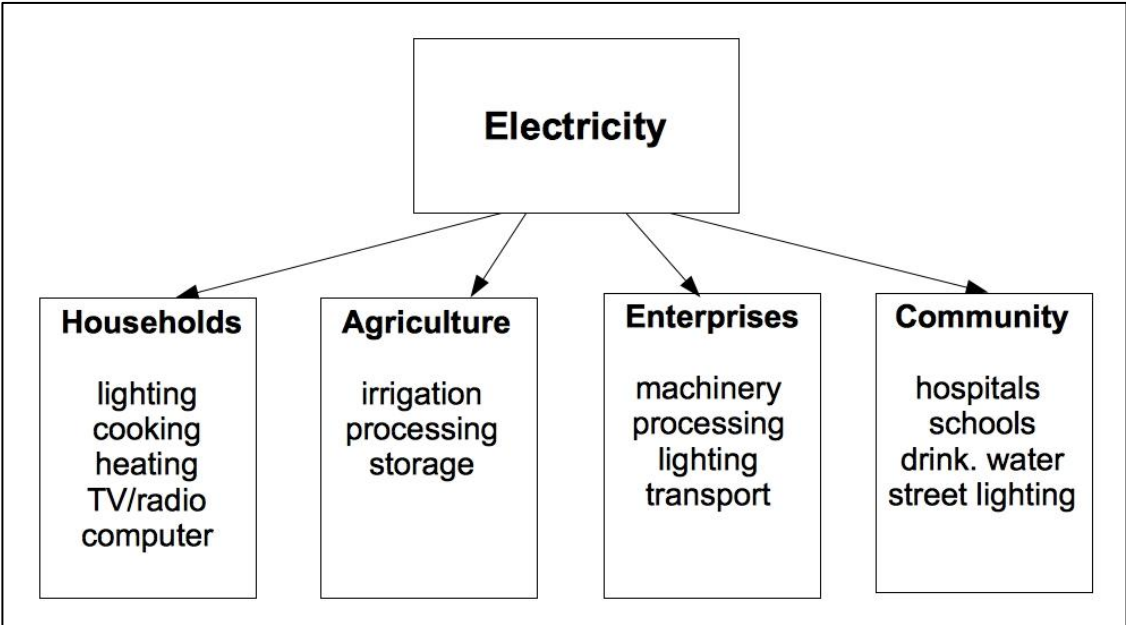 Electricity
Households
lighting
cooking
heating
TV/radio
computer
Agriculture
irrigation
processing
storage
Enterprises
machinery
processing
lighting
transport
Community
hospitals
schools
drink. water
street lighting